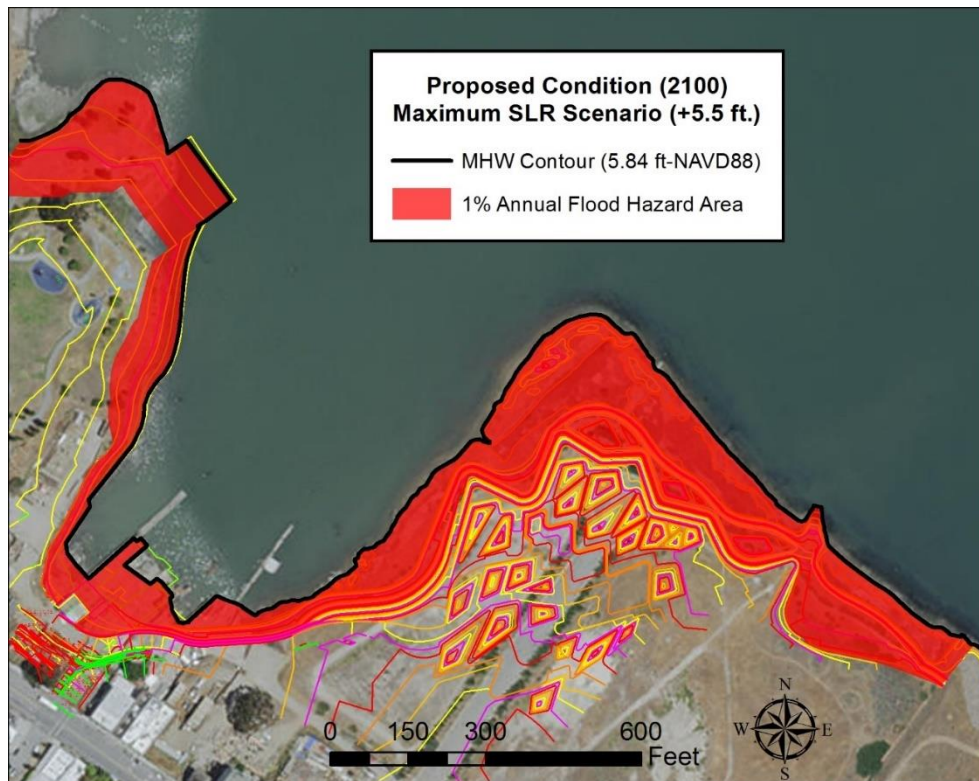 Proposed Condition (2100)
Maximum SLR Scenario (+5.5 ft.)
MHW Contour (5.84 ft-NAVD88)
1% Annual Flood Hazard Area
N
W E
S
0 150 300 600
Feet